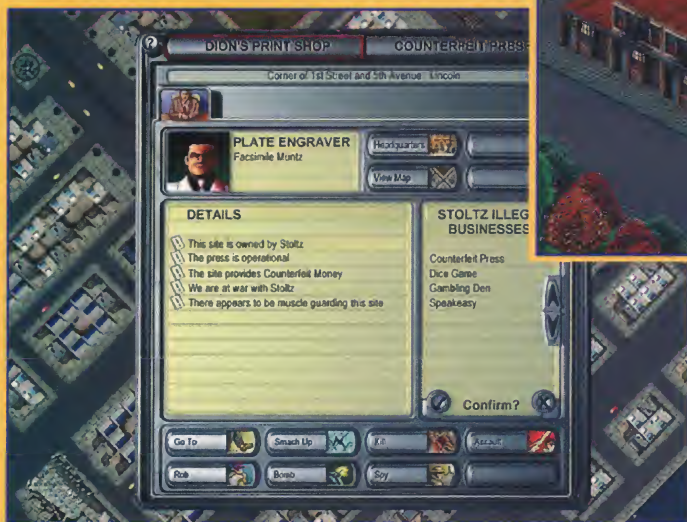 ?
DION'S PRINT SHOP
COUNTERFEIT PRESS
Corner of 1st Street and 5th Avenue : Lincoln
PLATE ENGRAVER
Facsimile Muntz
Headquarters
View Map
DETAILS
This site is owned by Stoltz
The press is operational
The site provides Counterfeit Money
We are at war with Stoltz
There appears to be muscle guarding this site
STOLTZ ILLEG
BUSINESSES
Counterfeit Press
Dice Game
Gambling Den
Speakeasy
Confirm?
Go To
Smash Up
Kill
Assault
Rob
Bomb
Spy